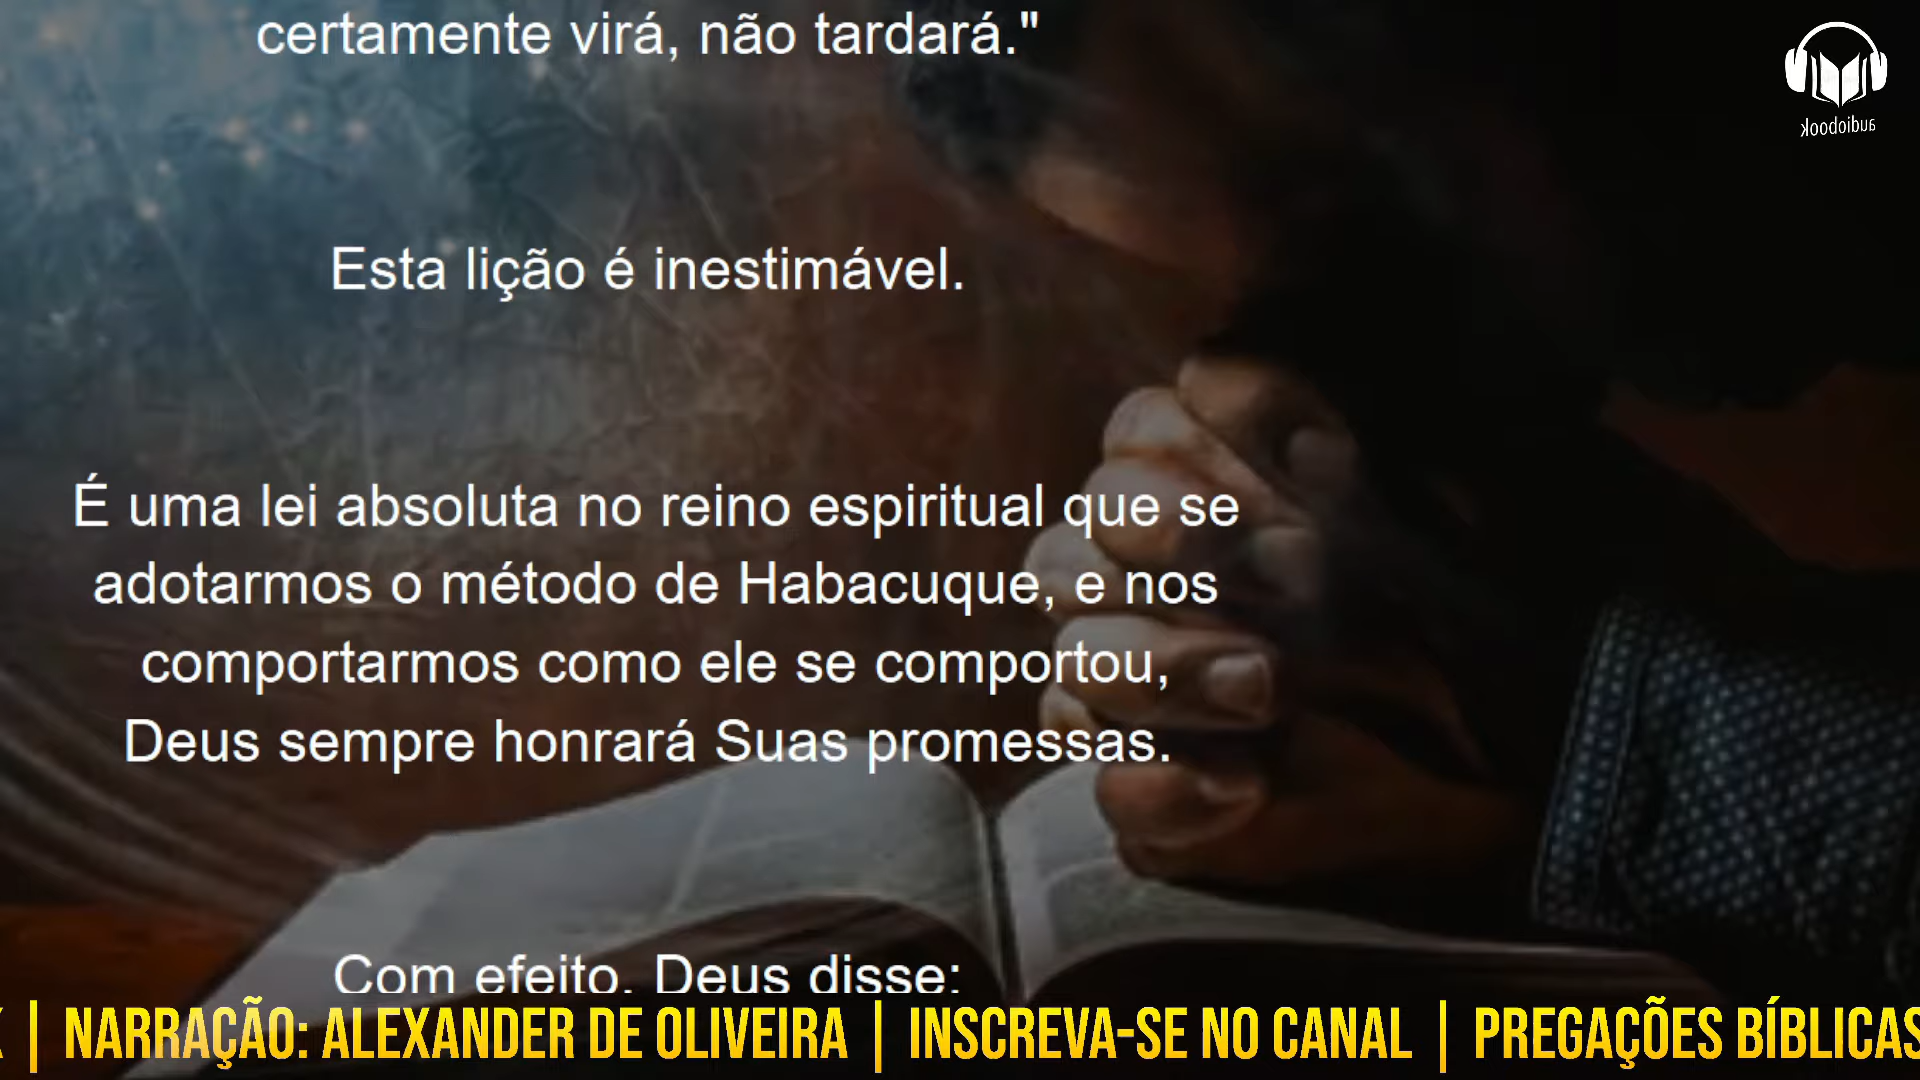 certamente virá, não tardará."
audiobook
Esta lição é inestimável.
É uma lei absoluta no reino espiritual que se
adotarmos o método de Habacuque, e nos
comportarmos como ele se comportou,
Deus sempre honrará Suas promessas.
Com efeito, Deus disse:
| NARRAÇÃO: ALEXANDER DE OLIVEIRA | INSCREVA-SE NO CANAL | PREGAÇÕES BÍBLICAS